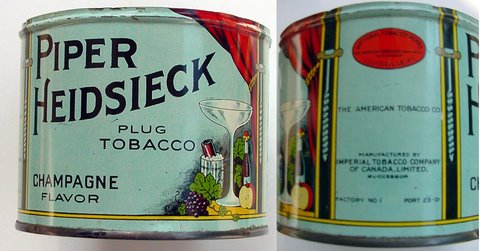 PIPER
HEIDSIECK
PLUG
TOBACCO
CHAMPAGNE
FLAVOR
THE AMERICAN TOBACCO CO
MANUFACTURED BY
IMPERIAL TOBACCO COMPANY
OF CANADA, LIMITED,
SUCCESSOR
FACTORY NO.1 PORT 23-D
P
H
CH